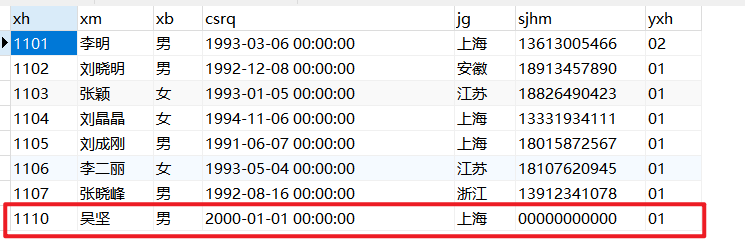 xh xm xb csrq jg sjhm yxh
1101 李明 男 1993-03-06 00:00:00 上海 13613005466 02
1102 刘晓明 男 1992-12-08 00:00:00 安徽 18913457890 01
1103 张颖 女 1993-01-05 00:00:00 江苏 18826490423 01
1104 刘晶晶 女 1994-11-06 00:00:00 上海 13331934111 01
1105 刘成刚 男 1991-06-07 00:00:00 上海 18015872567 01
1106 李二丽 女 1993-05-04 00:00:00 江苏 18107620945 01
1107 张晓峰 男 1992-08-16 00:00:00 浙江 13912341078 01
1110 吴坚 男 2000-01-01 00:00:00 上海 00000000000 01